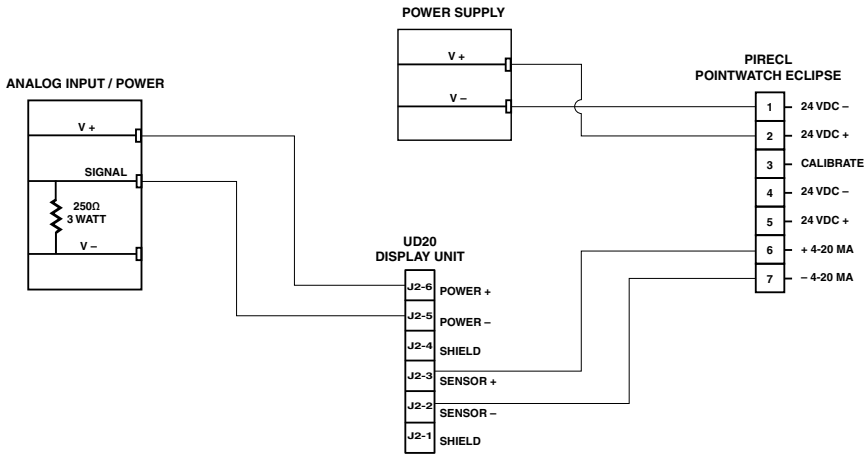 POWER SUPPLY
V +
V –
ANALOG INPUT / POWER
V +
SIGNAL
250Ω
3 WATT
V –
PIRECL
POINTWATCH ECLIPSE
1 24 VDC –
2 24 VDC +
3 CALIBRATE
4 24 VDC –
5 24 VDC +
6 + 4-20 MA
7 – 4-20 MA
UD20
DISPLAY UNIT
J2-6 POWER +
J2-5 POWER –
J2-4 SHIELD
J2-3 SENSOR +
J2-2 SENSOR –
J2-1 SHIELD